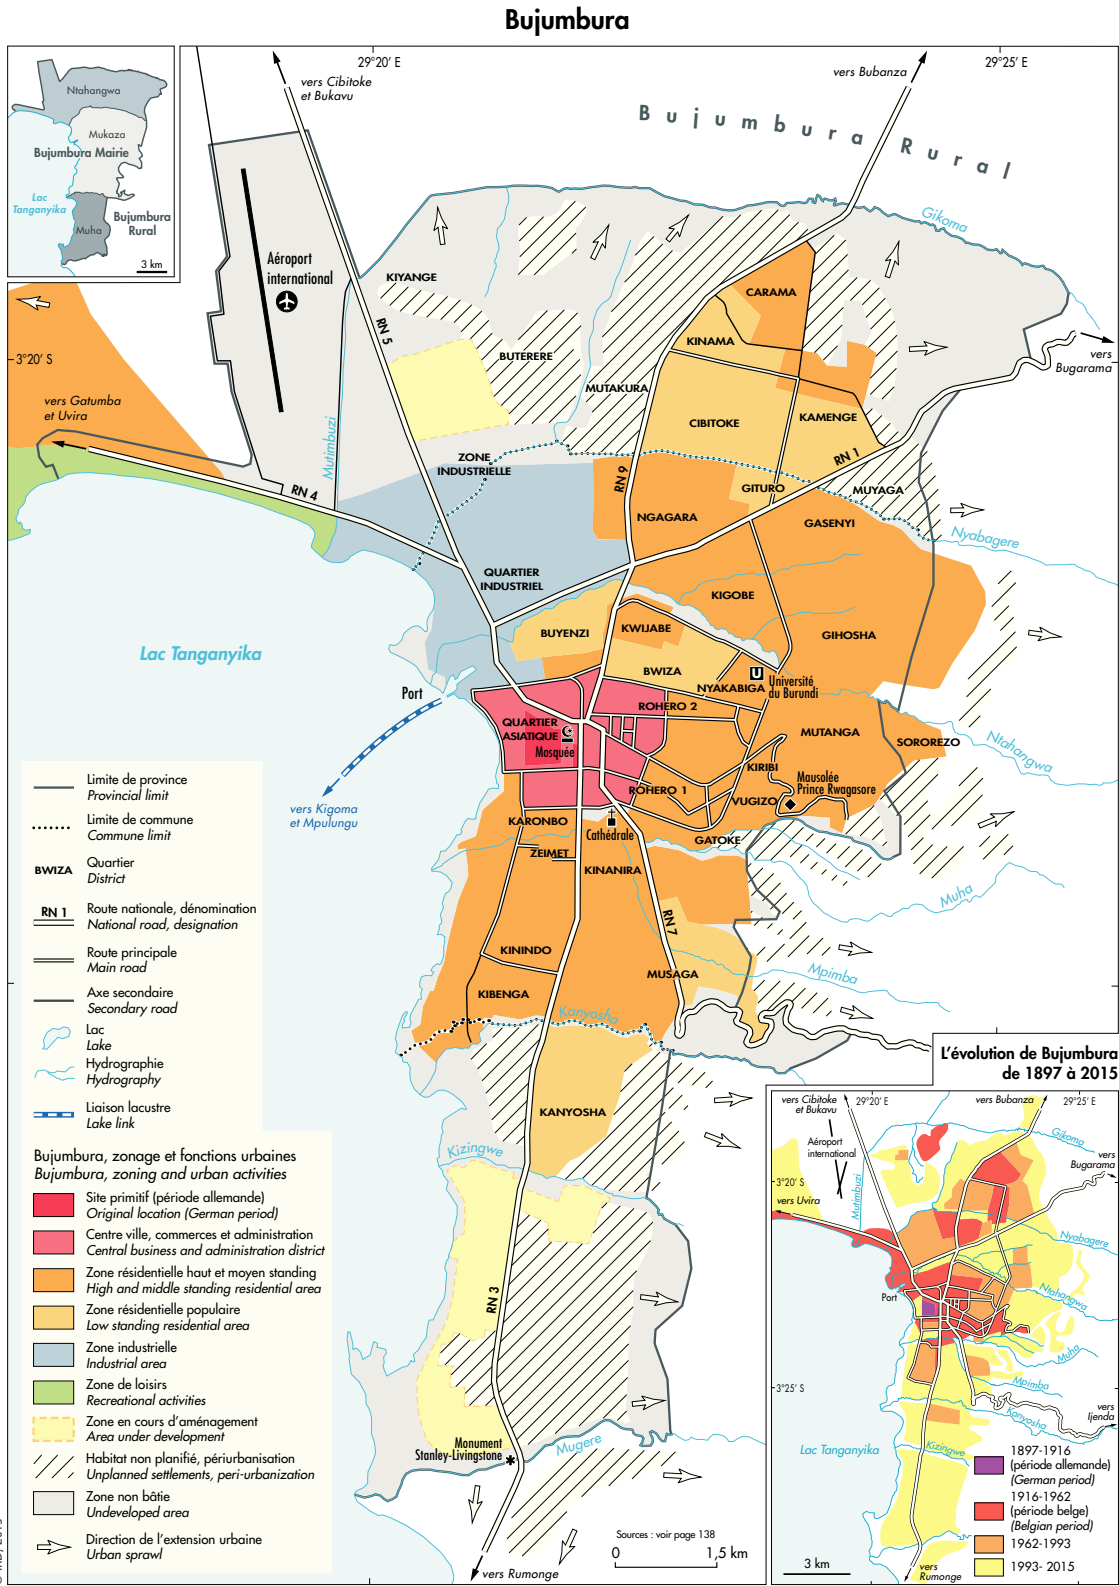 Bujumbura
Ntahangwa
Mukaza
Bujumbura Mairie
Lac
Tanganyika
Bujumbura
Rural
Muha
3 km
29°20' E
29°25' E
vers Cibitoke
et Bukavu
vers Bubanza
Bujumbura Rural
Gikoma
Aéroport
international
KIYANGE
RN 5
CARAMA
3°20' S
KINAMA
BUTERERE
MUTAKURA
vers
Bugarama
vers Gatumba
et Uvira
Mutimbuzi
CIBITOKE
KAMENGE
ZONE
INDUSTRIELLE
RN 1
RN 9
RN 4
GITURO
MUYAGA
NGAGARA
GASENYI
Nyabagere
QUARTIER
INDUSTRIEL
KIGOBE
BUYENZI
KWIJABE
GIHOSHA
Lac Tanganyika
BWIZA
Université
du Burundi
NYAKABIGA
Port
ROHERO 2
QUARTIER
ASIATIQUE
Mosquée
MUTANGA
SOROREZO
Ntahangwa
KIRIBI
Mausolée
Prince Rwagasore
ROHERO 1
VUGIZO
vers Kigoma
et Mpulungu
KARONBO
Cathédrale
GATOKE
ZEIMET
KINANIRA
Muha
RN 7
KININDO
MUSAGA
Mpimba
KIBENGA
Kanyosha
KANYOSHA
Kizingwe
RN 3
Monument
Stanley-Livingstone
Mugere
vers Rumonge
Sources : voir page 138
0 1,5 km
Limite de province
Provincial limit
Limite de commune
Commune limit
BWIZA
Quartier
District
RN 1
Route nationale, dénomination
National road, designation
Route principale
Main road
Axe secondaire
Secondary road
Lac
Lake
Hydrographie
Hydrography
Liaison lacustre
Lake link
Bujumbura, zonage et fonctions urbaines
Bujumbura, zoning and urban activities
Site primitif (période allemande)
Original location (German period)
Centre ville, commerces et administration
Central business and administration district
Zone résidentielle haut et moyen standing
High and middle standing residential area
Zone résidentielle populaire
Low standing residential area
Zone industrielle
Industrial area
Zone de loisirs
Recreational activities
Zone en cours d'aménagement
Area under development
Habitat non planifié, périurbanisation
Unplanned settlements, peri-urbanization
Zone non bâtie
Undeveloped area
Direction de l'extension urbaine
Urban sprawl
L'évolution de Bujumbura
de 1897 à 2015
vers Cibitoke
et Bukavu
29°20' E
vers Bubanza
29°25' E
Gikoma
Aéroport
international
vers
Bugarama
3°20' S
Mutimbuzi
vers Uvira
Nyabagere
Port
Ntahangwa
Muha
3°25' S
Mpimba
Kanyosha
vers
Ijenda
Lac Tanganyika
Kizingwe
1897-1916
(période allemande)
(German period)
1916-1962
(période belge)
(Belgian period)
1962-1993
1993- 2015
3 km
vers
Rumonge